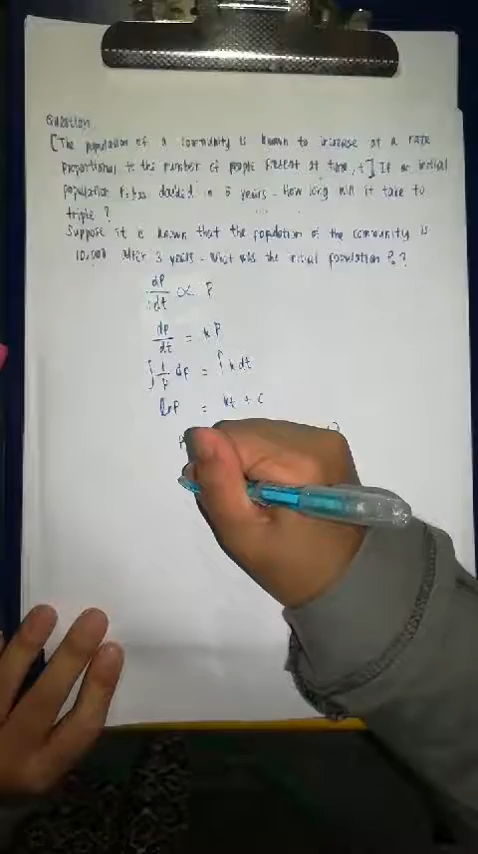 Question
[The population of a community is known to increase at a rate
proportional to the number of people present at time, t] If an initial
population P₀ has doubled in 5 years. How long will it take to
triple ?
Suppose it is known that the population of the community is
10,000 after 3 years. What was the initial population P₀ ?
dP/dt ∝ P
dP/dt = kP
∫ 1/P dP = ∫ k dt
ln P = kt + c
P